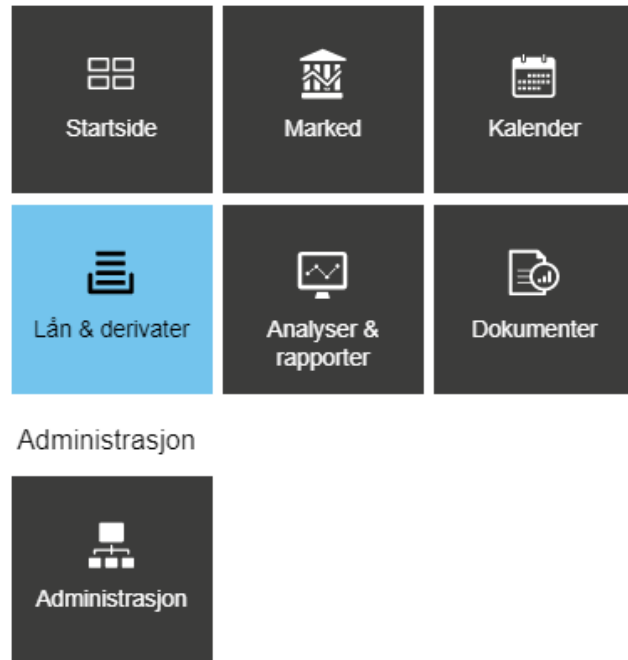 Startside
Marked
Kalender
Lån & derivater
Analyser &
rapporter
Dokumenter
Administrasjon
Administrasjon